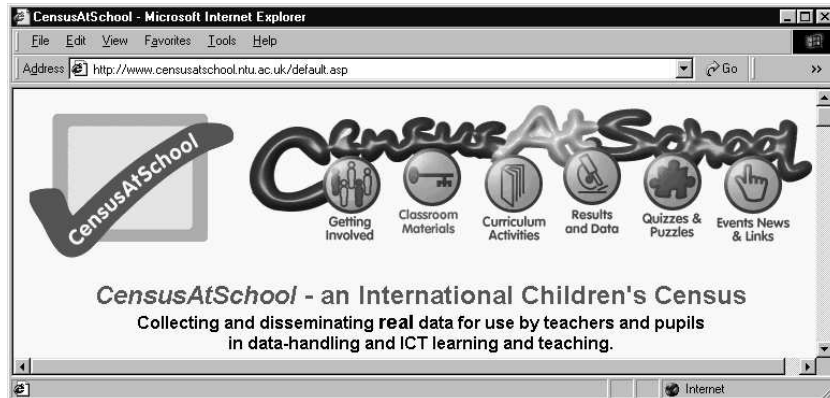 CensusAtSchool - Microsoft Internet Explorer
File Edit View Favorites Tools Help
Address http://www.censusatschool.ntu.ac.uk/default.asp Go »
CensusAtSchool
CensusAtSchool
Getting
Involved
Classroom
Materials
Curriculum
Activities
Results
and Data
Quizzes &
Puzzles
Events News
& Links
CensusAtSchool - an International Children's Census
Collecting and disseminating real data for use by teachers and pupils
in data-handling and ICT learning and teaching.
Internet